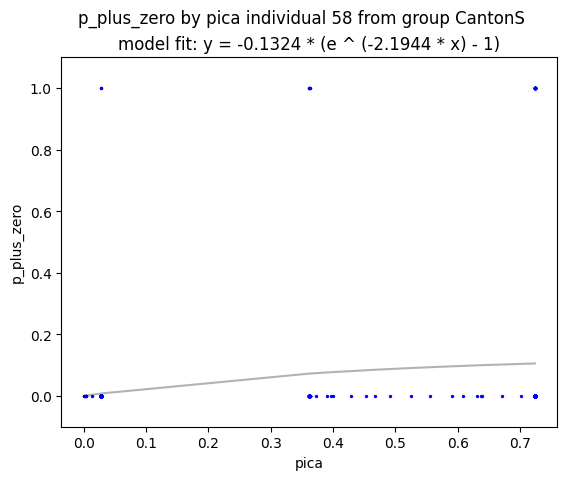 p_plus_zero by pica individual 58 from group CantonS
model fit: y = -0.1324 * (e ^ (-2.1944 * x) - 1)
1.0
0.8
0.6
0.4
0.2
0.0
p_plus_zero
0.0 0.1 0.2 0.3 0.4 0.5 0.6 0.7
pica